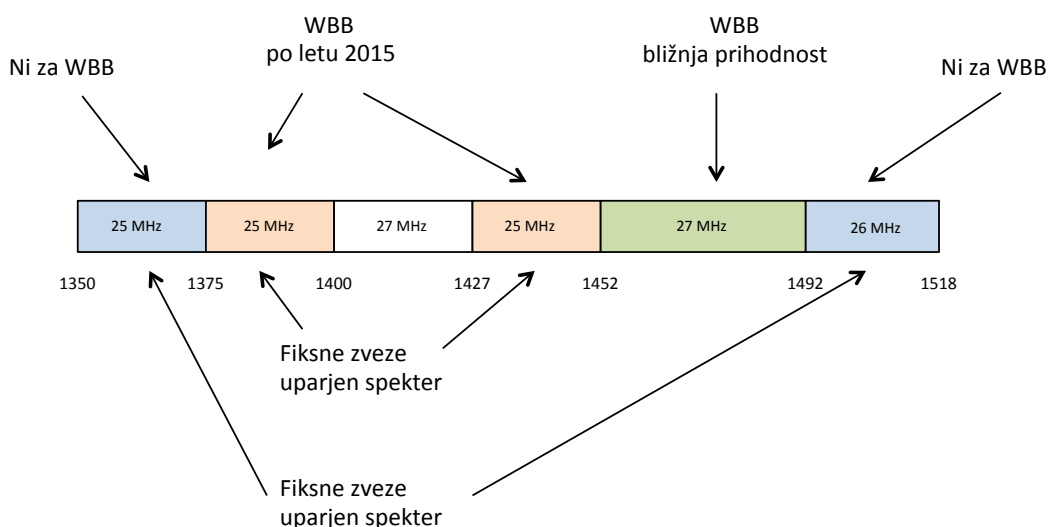 WBB
po letu 2015
WBB
bližnja prihodnost
Ni za WBB
Ni za WBB
25 MHz
25 MHz
27 MHz
25 MHz
27 MHz
26 MHz
1350
1375
1400
1427
1452
1492
1518
Fiksne zveze
uparjen spekter
Fiksne zveze
uparjen spekter